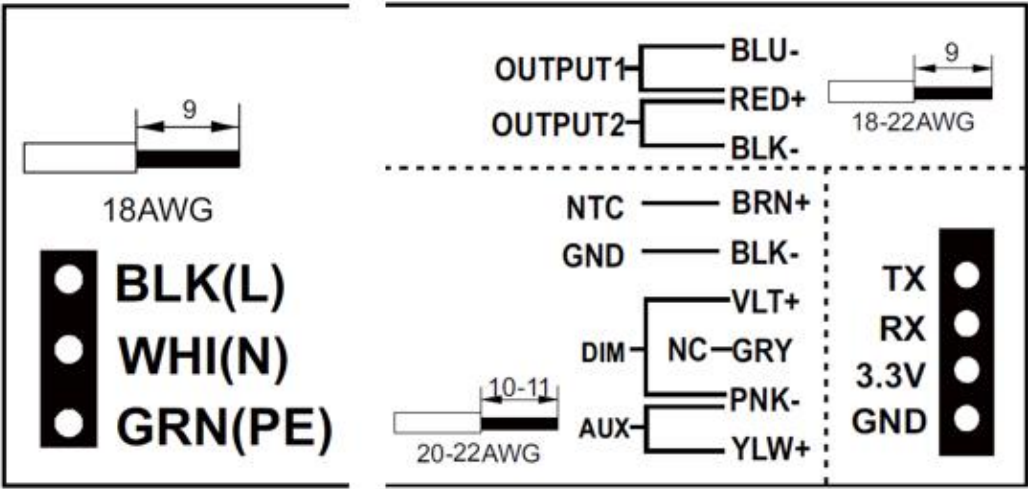 9
18AWG
BLK(L)
WHI(N)
GRN(PE)
OUTPUT1
BLU-
RED+
OUTPUT2
BLK-
9
18-22AWG
NTC BRN+
GND BLK-
DIM
VLT+
NC GRY
PNK-
AUX
YLW+
10-11
20-22AWG
TX
RX
3.3V
GND